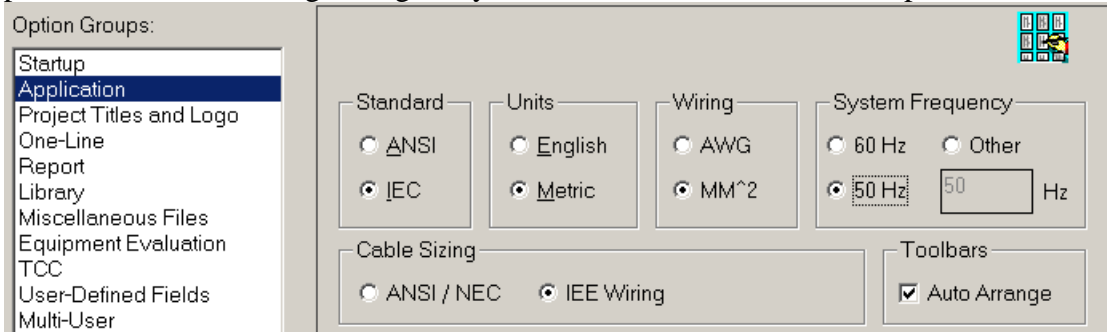 Option Groups:
Startup
Application
Project Titles and Logo
One-Line
Report
Library
Miscellaneous Files
Equipment Evaluation
TCC
User-Defined Fields
Multi-User
Standard
ANSI
IEC
Units
English
Metric
Wiring
AWG
MM^2
System Frequency
60 Hz Other
50 Hz 50 Hz
Cable Sizing
ANSI / NEC IEE Wiring
Toolbars
Auto Arrange